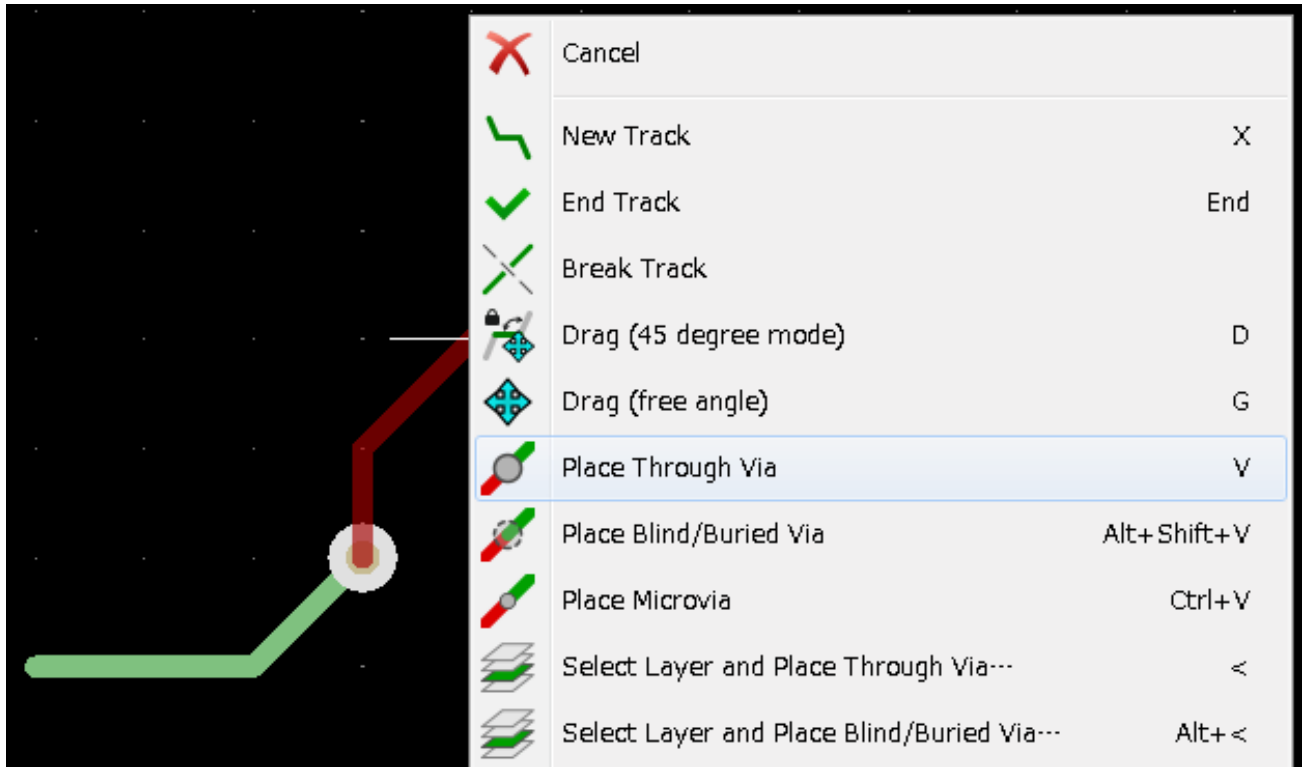 Cancel
New Track X
End Track End
Break Track
Drag (45 degree mode) D
Drag (free angle) G
Place Through Via V
Place Blind/Buried Via Alt+Shift+V
Place Microvia Ctrl+V
Select Layer and Place Through Via... <
Select Layer and Place Blind/Buried Via... Alt+<